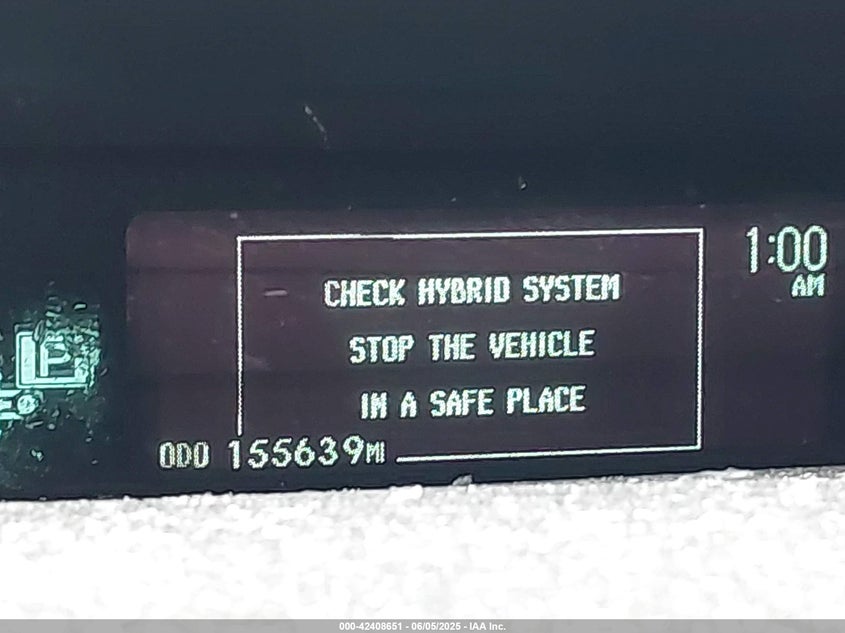 1:00
AM
CHECK HYBRID SYSTEM
STOP THE VEHICLE
IN A SAFE PLACE
P
ODO 155639MI
000-42408651 - 06/05/2025 - IAA Inc.